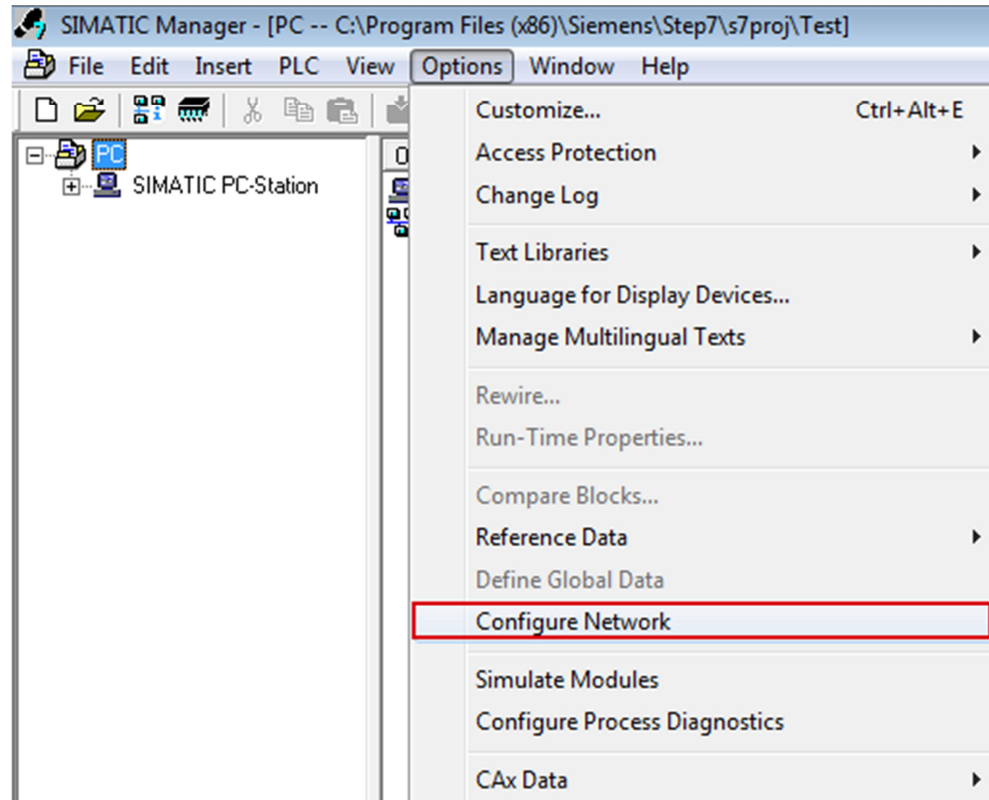 SIMATIC Manager - [PC -- C:\Program Files (x86)\Siemens\Step7\s7proj\Test]
File Edit Insert PLC View Options Window Help
PC
SIMATIC PC-Station
Customize... Ctrl+Alt+E
Access Protection
Change Log
Text Libraries
Language for Display Devices...
Manage Multilingual Texts
Rewire...
Run-Time Properties...
Compare Blocks...
Reference Data
Define Global Data
Configure Network
Simulate Modules
Configure Process Diagnostics
CAx Data